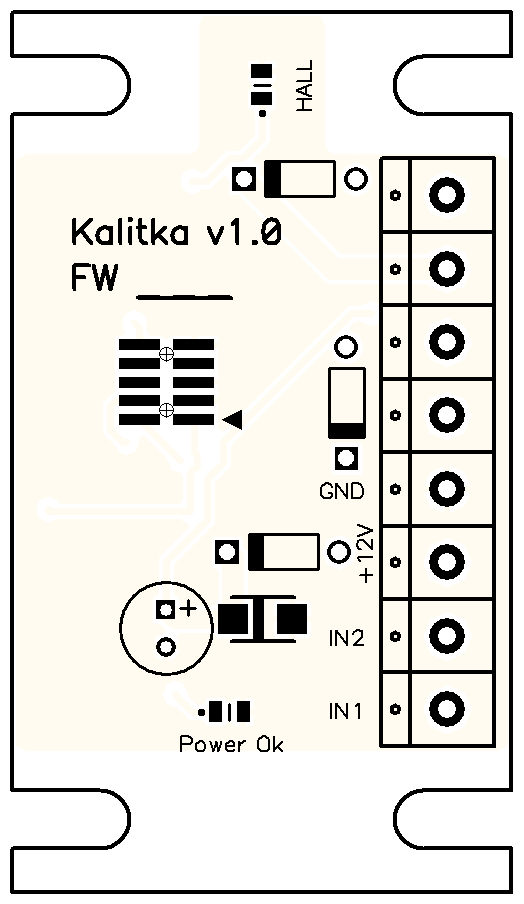 HALL
Kalitka v1.0
FW
GND
+12V
+
IN2
IN1
Power Ok